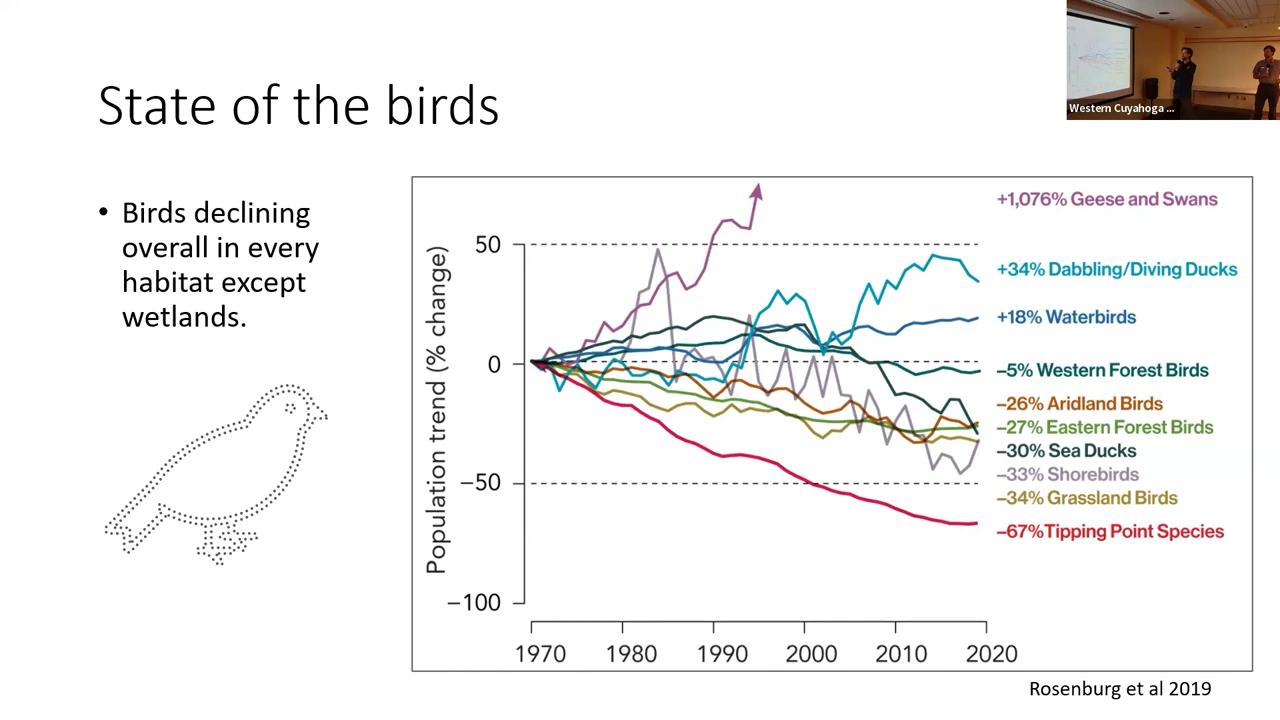 Western Cuyahoga ...
State of the birds
• Birds declining
overall in every
habitat except
wetlands.
Population trend (% change)
50
0
−50
−100
1970 1980 1990 2000 2010 2020
+1,076% Geese and Swans
+34% Dabbling/Diving Ducks
+18% Waterbirds
−5% Western Forest Birds
−26% Aridland Birds
−27% Eastern Forest Birds
−30% Sea Ducks
−33% Shorebirds
−34% Grassland Birds
−67%Tipping Point Species
Rosenburg et al 2019